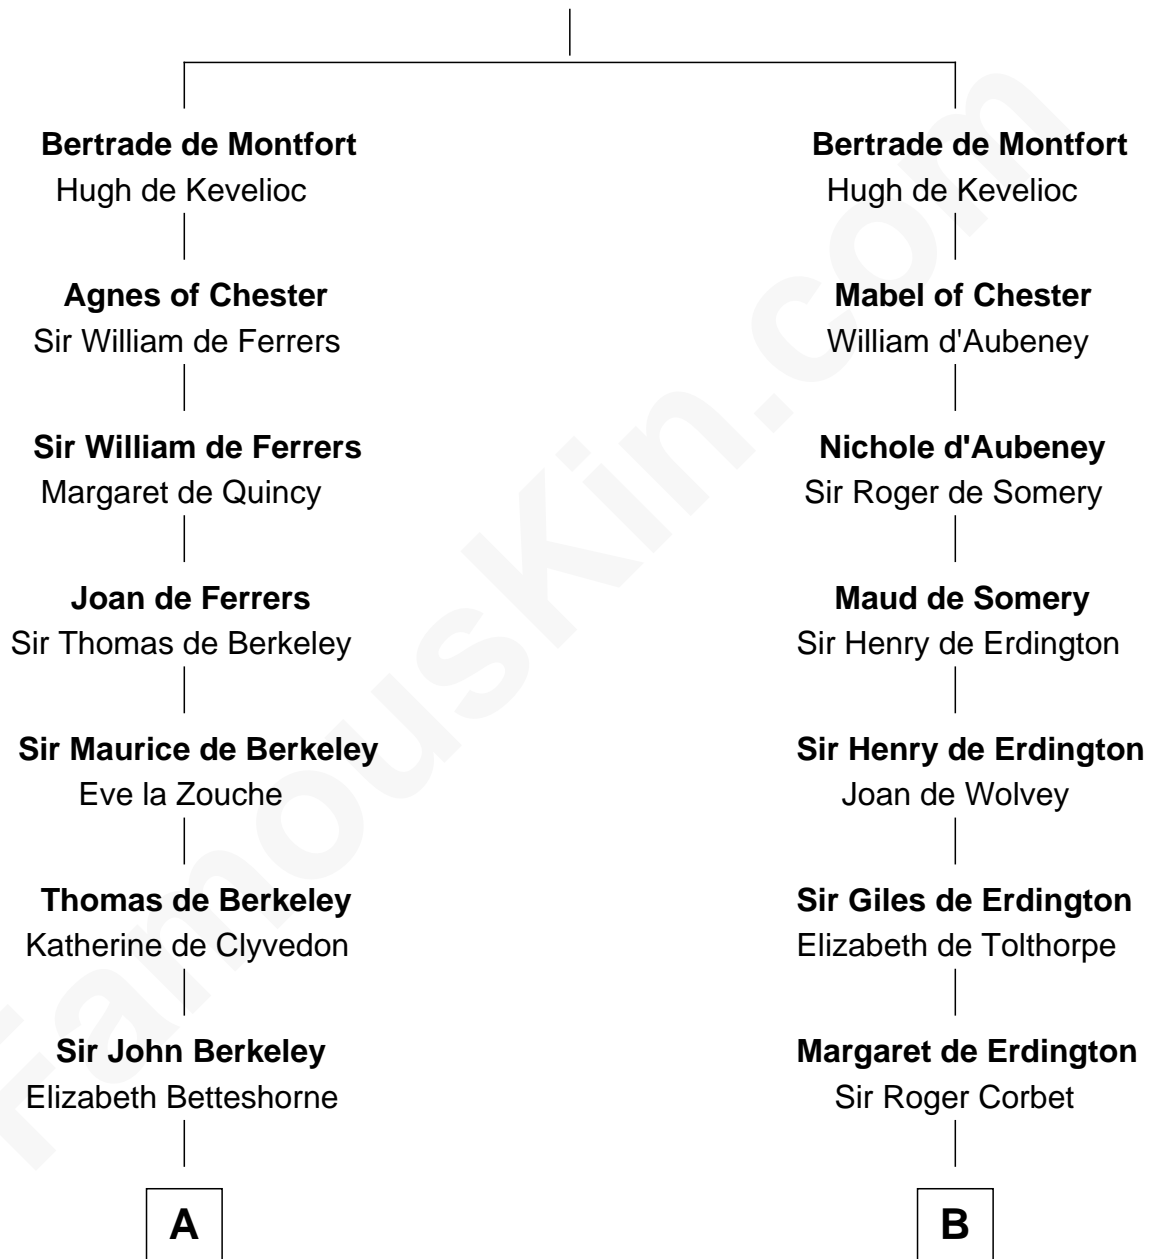 Bertrade de Montfort
Hugh de Kevelioc
Bertrade de Montfort
Hugh de Kevelioc
Agnes of Chester
Sir William de Ferrers
Mabel of Chester
William d'Aubeney
Sir William de Ferrers
Margaret de Quincy
Nichole d'Aubeney
Sir Roger de Somery
Joan de Ferrers
Sir Thomas de Berkeley
Maud de Somery
Sir Henry de Erdington
Sir Maurice de Berkeley
Eve la Zouche
Sir Henry de Erdington
Joan de Wolvey
Thomas de Berkeley
Katherine de Clyvedon
Sir Giles de Erdington
Elizabeth de Tolthorpe
Sir John Berkeley
Elizabeth Betteshorne
Margaret de Erdington
Sir Roger Corbet
A
B
FamousKin.com